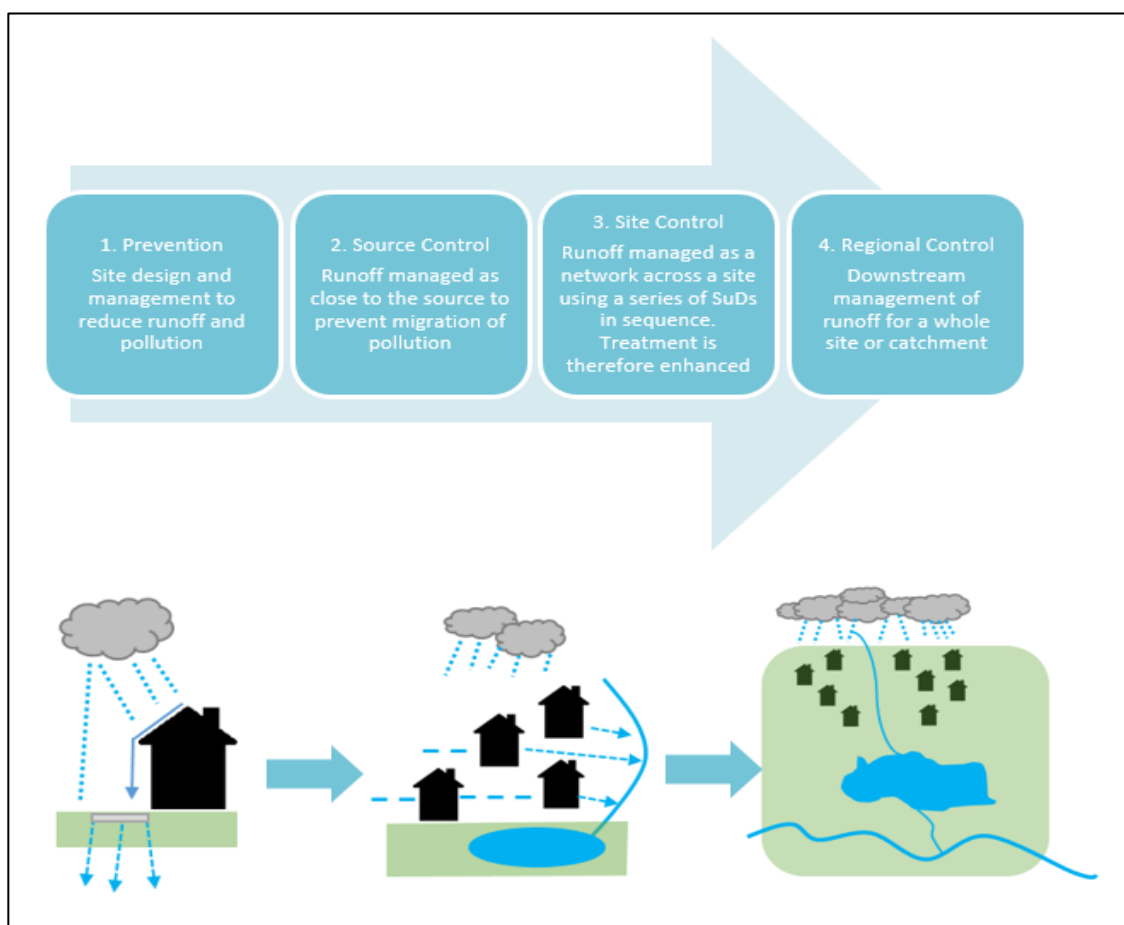 1. Prevention
Site design and
management to
reduce runoff and
pollution
2. Source Control
Runoff managed as
close to the source to
prevent migration of
pollution
3. Site Control
Runoff managed as a
network across a site
using a series of SuDs
in sequence.
Treatment is
therefore enhanced
4. Regional Control
Downstream
management of
runoff for a whole
site or catchment